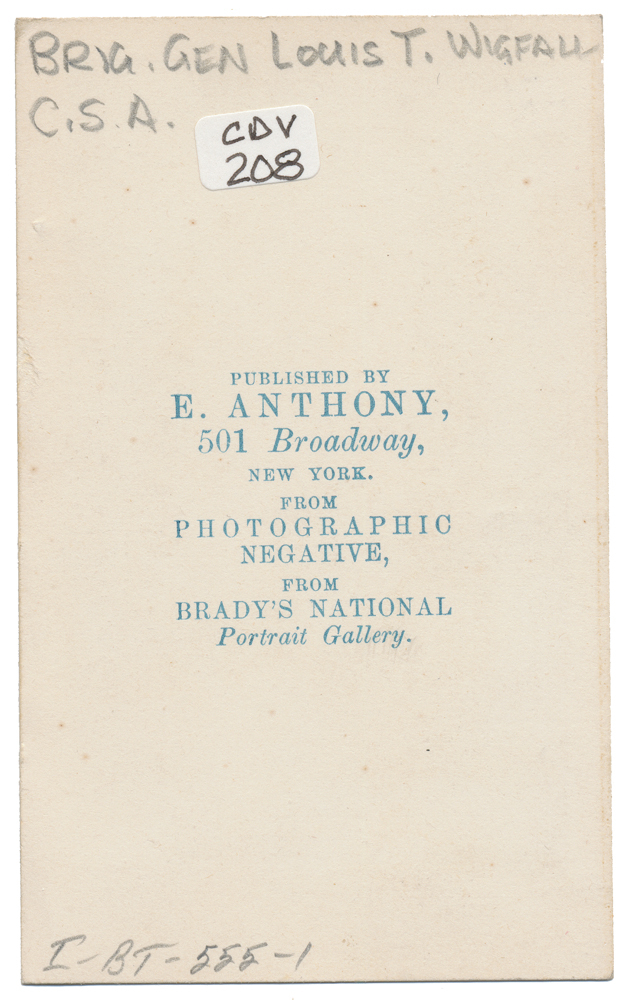 BRIG. GEN LOUIS T. WIGFALL
C.S.A.
CDV
208
PUBLISHED BY
E. ANTHONY,
501 Broadway,
NEW YORK.
FROM
PHOTOGRAPHIC
NEGATIVE,
FROM
BRADY'S NATIONAL
Portrait Gallery.
I-BT-555-1